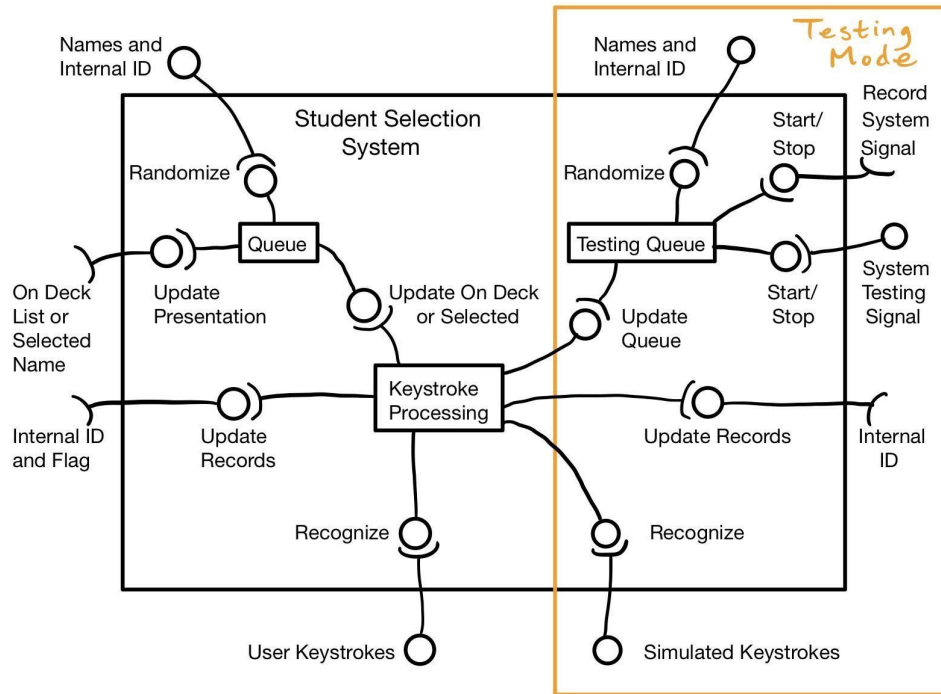 Testing
Mode
Names and
Internal ID
Names and
Internal ID
Student Selection
System
Start/
Stop
Record
System
Signal
Randomize
Randomize
Queue
Testing Queue
On Deck
List or
Selected
Name
Update
Presentation
Update On Deck
or Selected
Update
Queue
Start/
Stop
System
Testing
Signal
Keystroke
Processing
Internal ID
and Flag
Update
Records
Update Records
Internal
ID
Recognize
Recognize
User Keystrokes
Simulated Keystrokes